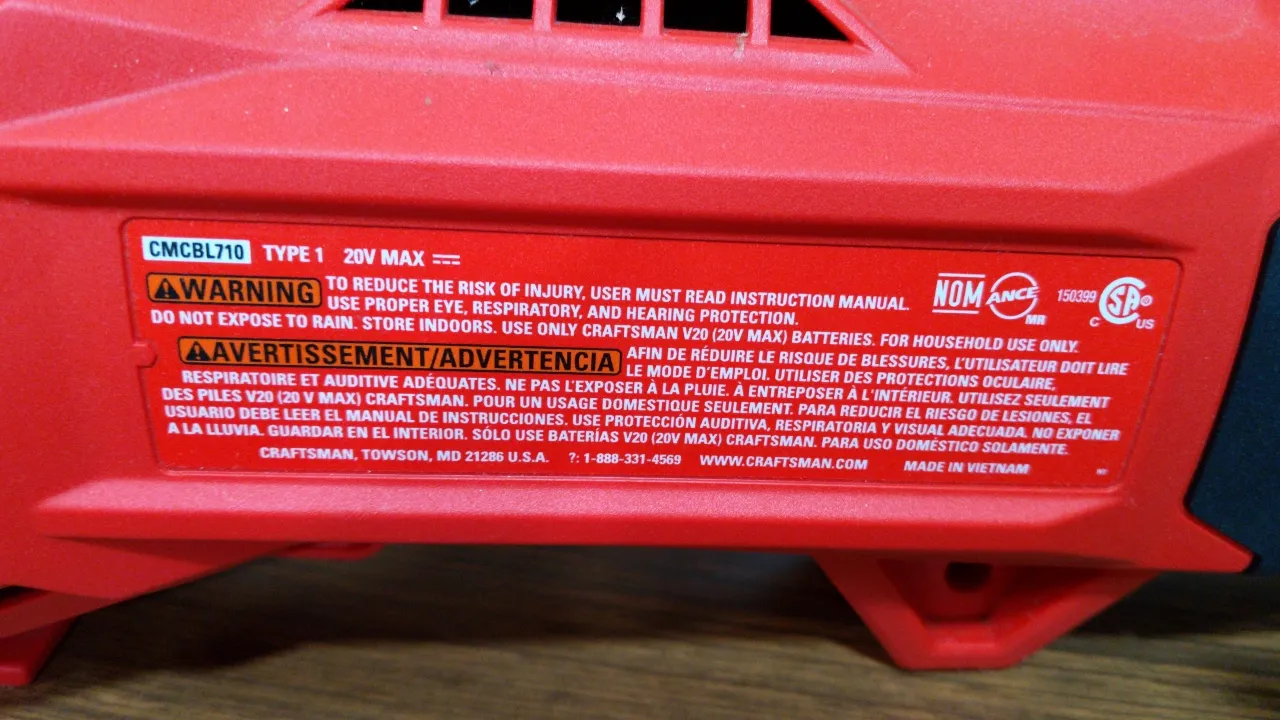 CMCBL710 TYPE 1 20V MAX
WARNING TO REDUCE THE RISK OF INJURY, USER MUST READ INSTRUCTION MANUAL.
USE PROPER EYE, RESPIRATORY, AND HEARING PROTECTION.
DO NOT EXPOSE TO RAIN. STORE INDOORS. USE ONLY CRAFTSMAN V20 (20V MAX) BATTERIES. FOR HOUSEHOLD USE ONLY.
NOM ANCE MR 150399 C SA ® US
AVERTISSEMENT/ADVERTENCIA AFIN DE RÉDUIRE LE RISQUE DE BLESSURES, L'UTILISATEUR DOIT LIRE
LE MODE D'EMPLOI. UTILISER DES PROTECTIONS OCULAIRE,
RESPIRATOIRE ET AUDITIVE ADÉQUATES. NE PAS L'EXPOSER À LA PLUIE. À ENTREPOSER À L'INTÉRIEUR. UTILISEZ SEULEMENT
DES PILES V20 (20 V MAX) CRAFTSMAN. POUR UN USAGE DOMESTIQUE SEULEMENT. PARA REDUCIR EL RIESGO DE LESIONES, EL
USUARIO DEBE LEER EL MANUAL DE INSTRUCCIONES. USE PROTECCIÓN AUDITIVA, RESPIRATORIA Y VISUAL ADECUADA. NO EXPONER
A LA LLUVIA. GUARDAR EN EL INTERIOR. SÓLO USE BATERÍAS V20 (20V MAX) CRAFTSMAN. PARA USO DOMÉSTICO SOLAMENTE.
CRAFTSMAN, TOWSON, MD 21286 U.S.A. ?: 1-888-331-4569 WWW.CRAFTSMAN.COM MADE IN VIETNAM